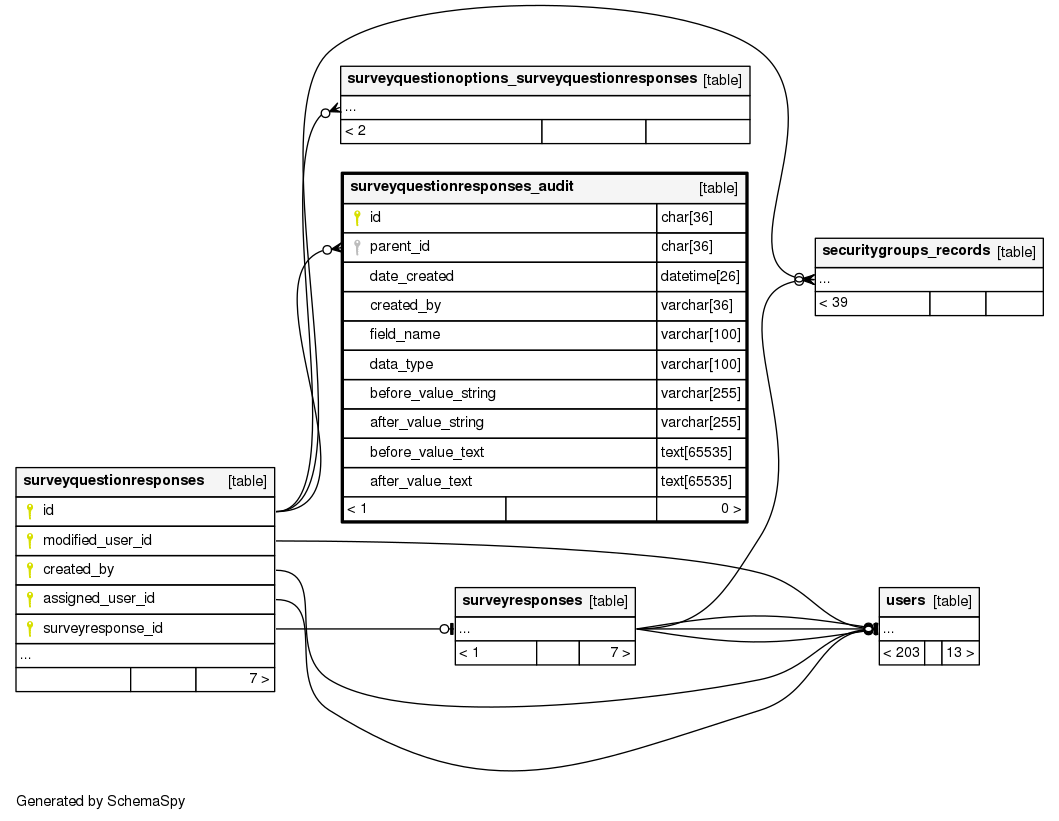 surveyquestionoptions_surveyquestionresponses [table]
...
< 2
surveyquestionresponses_audit [table]
id char[36]
parent_id char[36]
date_created datetime[26]
created_by varchar[36]
field_name varchar[100]
data_type varchar[100]
before_value_string varchar[255]
after_value_string varchar[255]
before_value_text text[65535]
after_value_text text[65535]
< 1 0 >
securitygroups_records [table]
...
< 39
surveyquestionresponses [table]
id
modified_user_id
created_by
assigned_user_id
surveyresponse_id
...
7 >
surveyresponses [table]
...
< 1 7 >
users [table]
...
< 203 13 >
Generated by SchemaSpy